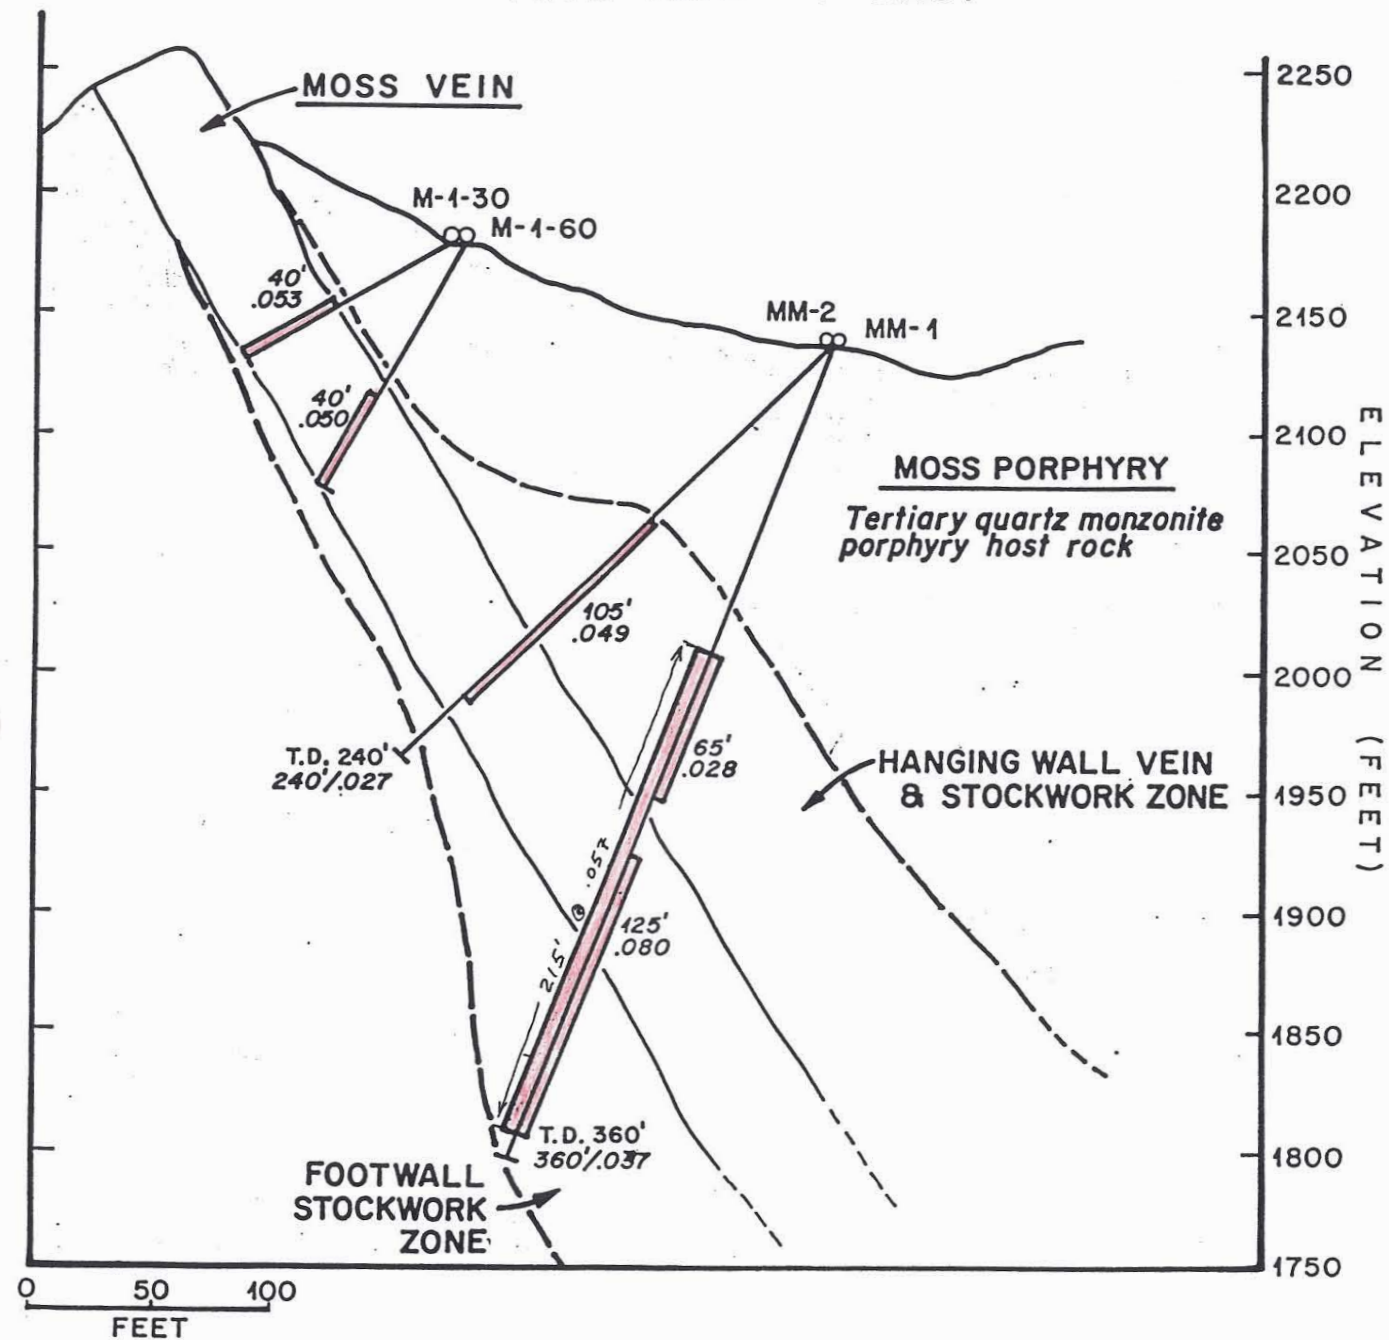 MOSS VEIN
2250
2200
M-1-30
M-1-60
40'
.053
2150
MM-2
MM-1
40'
.050
2100
MOSS PORPHYRY
Tertiary quartz monzonite
porphyry host rock
2050
105'
.049
2000
ELEVATION (FEET)
T.D. 240'
240'/.027
65'
.028
HANGING WALL VEIN
& STOCKWORK ZONE
1950
215' @ .057
125'
.080
1900
1850
T.D. 360'
360'/.037
1800
FOOTWALL
STOCKWORK
ZONE
1750
0 50 100
FEET